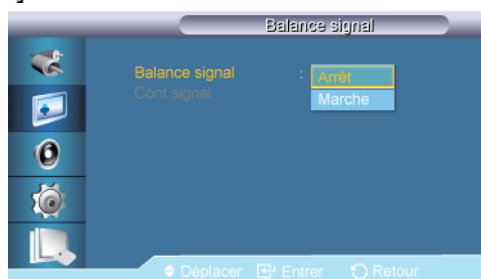 Balance signal
Balance signal : Arrêt
Cont signal Marche
Déplacer Entrer Retour